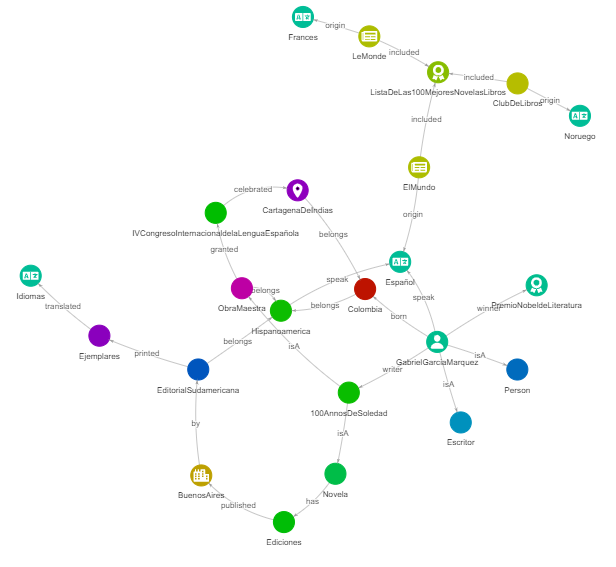 origin
Frances
LeMonde
included
ListaDeLas100MejoresNovelasLibros
included
ClubDeLibros
origin
Noruego
included
ElMundo
celebrated
CartagenaDeIndias
origin
IVCongresoInternacionaldelaLenguaEspañola
belongs
granted
speak
Español
Idiomas
belongs
ObraMaestra
speak
PremioNobeldeLiteratura
winner
translated
belongs
Colombia
born
Hispanoamerica
Ejemplares
printed
belongs
isA
GabrielGarciaMarquez
isA
writer
EditorialSudamericana
isA
Person
100AnnosDeSoledad
by
isA
Escritor
BuenosAires
Novela
published
has
Ediciones